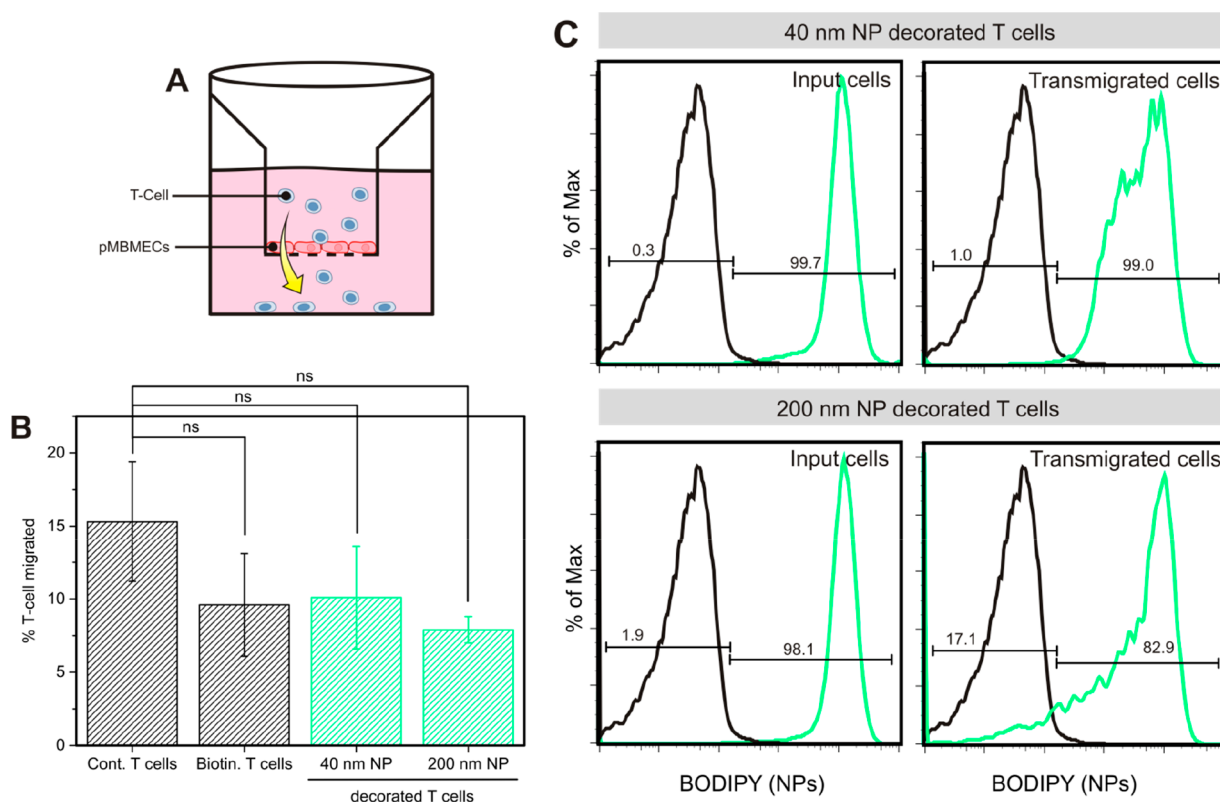 A
T-Cell
pMBMECs
B
ns
ns
ns
% T-cell migrated
20
15
10
5
0
Cont. T cells
Biotin. T cells
40 nm NP
200 nm NP
decorated T cells
C
40 nm NP decorated T cells
Input cells
Transmigrated cells
% of Max
0.3
99.7
1.0
99.0
200 nm NP decorated T cells
Input cells
Transmigrated cells
% of Max
1.9
98.1
17.1
82.9
BODIPY (NPs)
BODIPY (NPs)